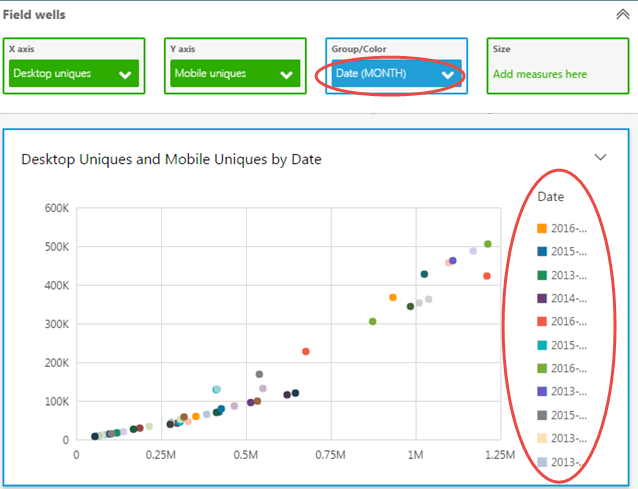 Field wells
X axis
Y axis
Group/Color
Size
Desktop uniques
Mobile uniques
Date (MONTH)
Add measures here
Desktop Uniques and Mobile Uniques by Date
600K
500K
400K
300K
200K
100K
0
0
0.25M
0.5M
0.75M
1M
1.25M
Date
2016-...
2015-...
2013-...
2014-...
2016-...
2015-...
2016-...
2013-...
2015-...
2013-...
2013-...